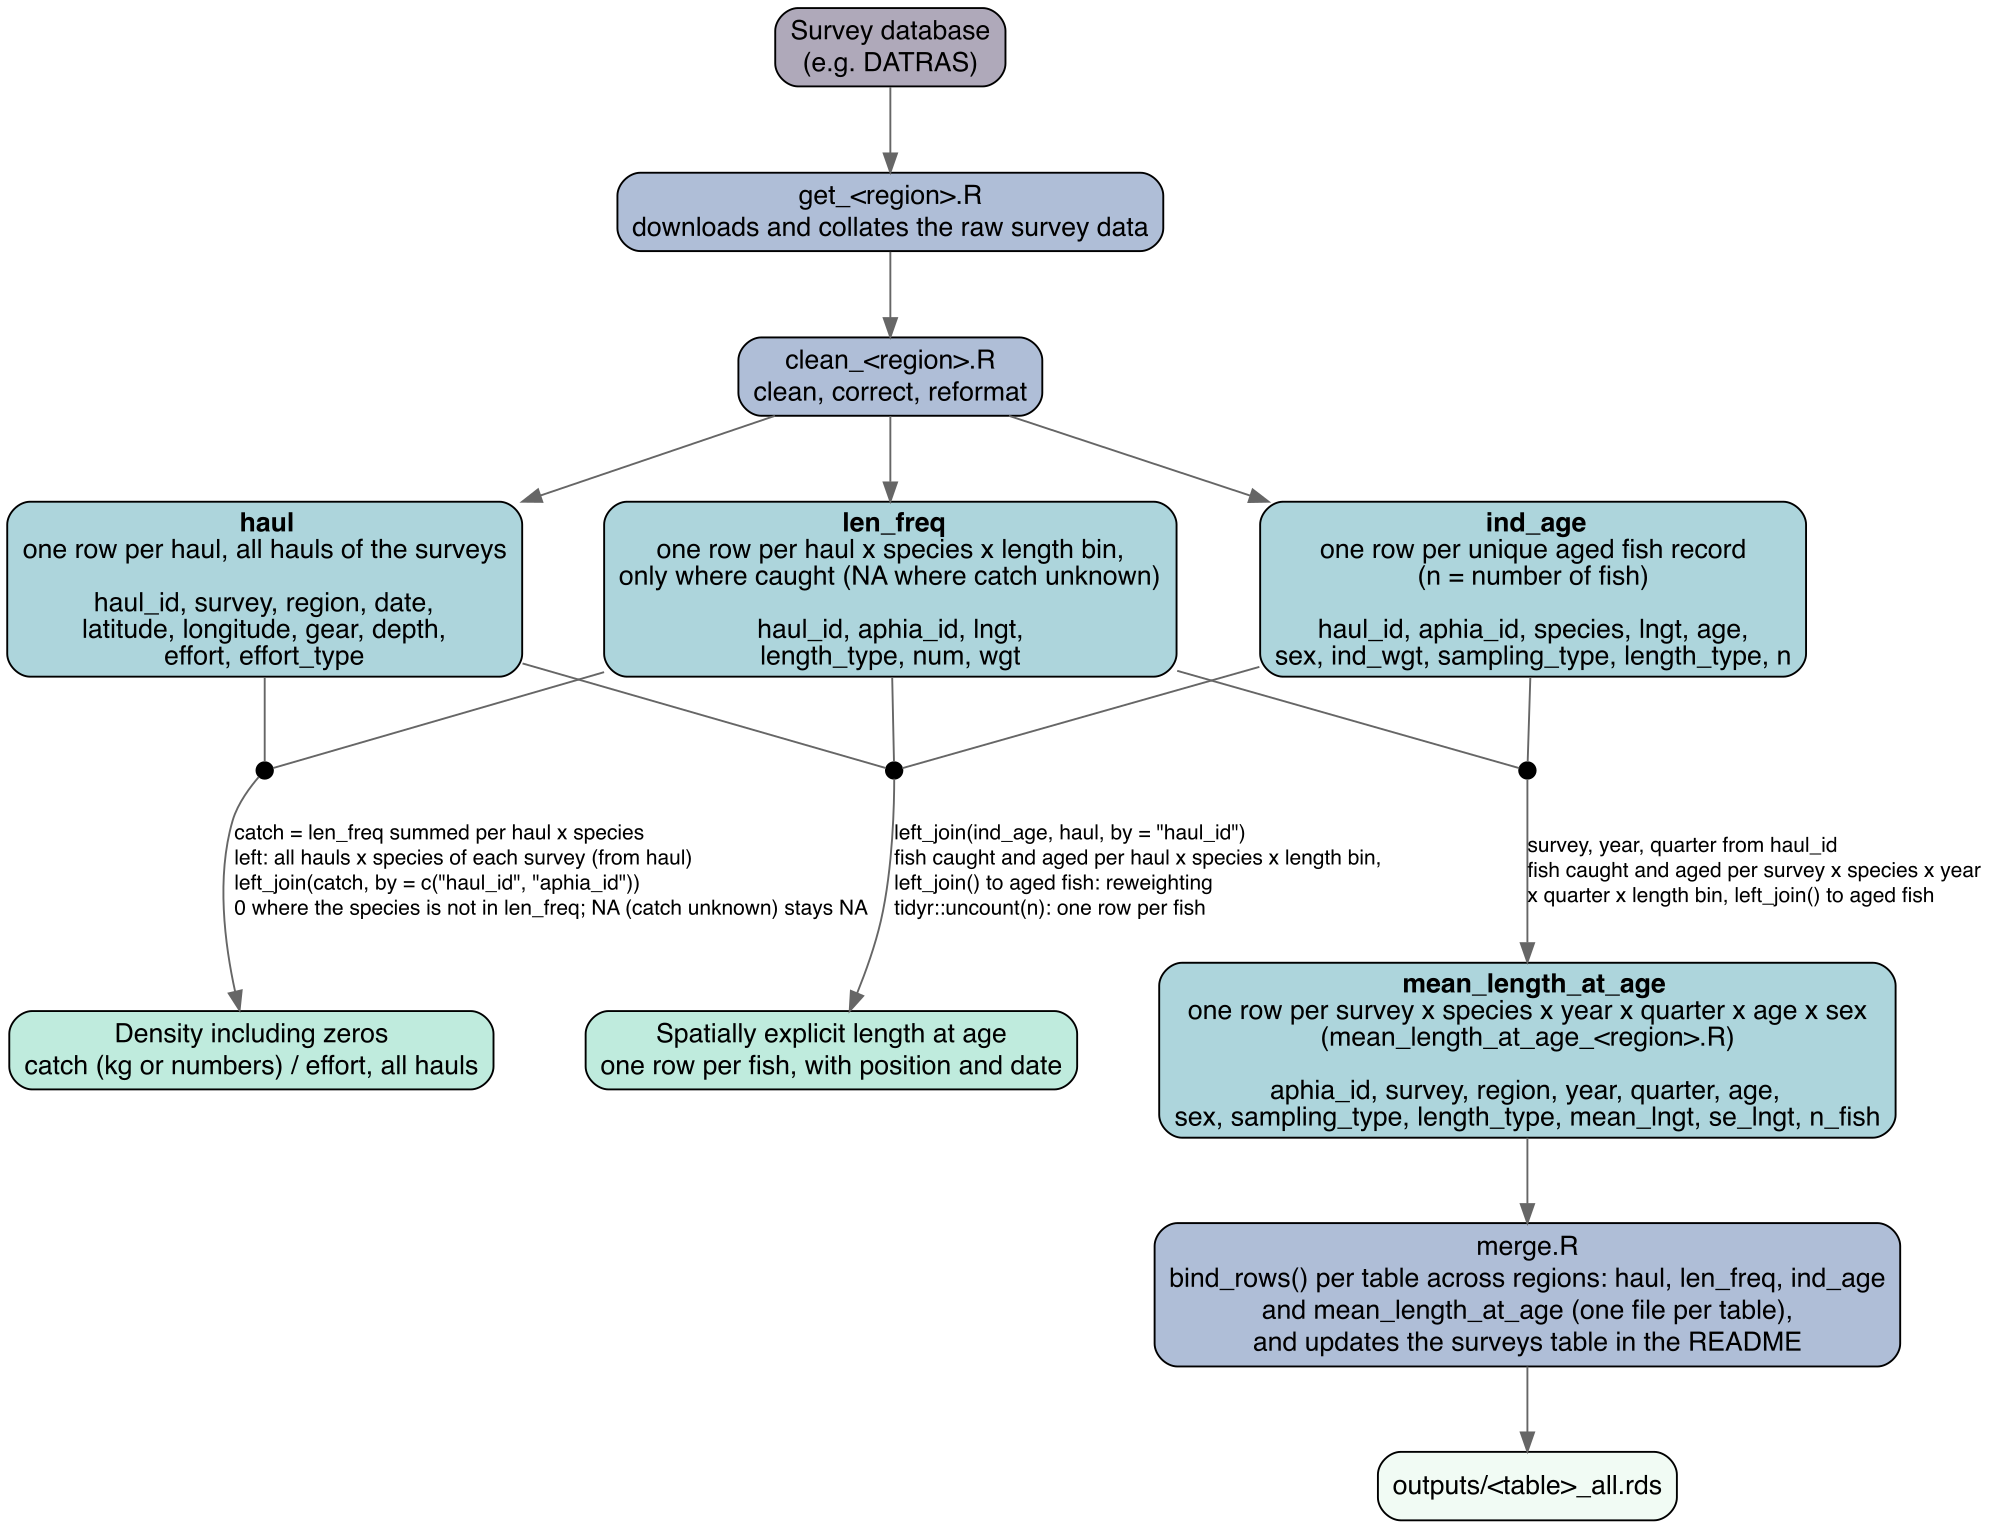 Survey database
(e.g. DATRAS)
get_<region>.R
downloads and collates the raw survey data
clean_<region>.R
clean, correct, reformat
haul
one row per haul, all hauls of the surveys
haul_id, survey, region, date,
latitude, longitude, gear, depth,
effort, effort_type
len_freq
one row per haul x species x length bin,
only where caught (NA where catch unknown)
haul_id, aphia_id, lngt,
length_type, num, wgt
ind_age
one row per unique aged fish record
(n = number of fish)
haul_id, aphia_id, species, lngt, age,
sex, ind_wgt, sampling_type, length_type, n
catch = len_freq summed per haul x species
left: all hauls x species of each survey (from haul)
left_join(catch, by = c("haul_id", "aphia_id"))
0 where the species is not in len_freq; NA (catch unknown) stays NA
left_join(ind_age, haul, by = "haul_id")
fish caught and aged per haul x species x length bin,
left_join() to aged fish: reweighting
tidyr::uncount(n): one row per fish
survey, year, quarter from haul_id
fish caught and aged per survey x species x year
x quarter x length bin, left_join() to aged fish
Density including zeros
catch (kg or numbers) / effort, all hauls
Spatially explicit length at age
one row per fish, with position and date
mean_length_at_age
one row per survey x species x year x quarter x age x sex
(mean_length_at_age_<region>.R)
aphia_id, survey, region, year, quarter, age,
sex, sampling_type, length_type, mean_lngt, se_lngt, n_fish
merge.R
bind_rows() per table across regions: haul, len_freq, ind_age
and mean_length_at_age (one file per table),
and updates the surveys table in the README
outputs/<table>_all.rds